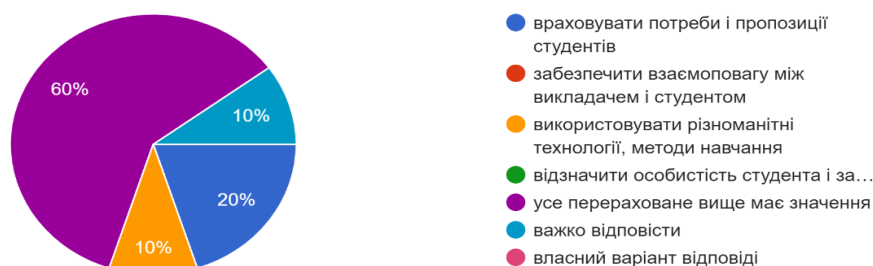 60%
10%
20%
10%
враховувати потреби і пропозиції
студентів
забезпечити взаємоповагу між
викладачем і студентом
використовувати різноманітні
технології, методи навчання
відзначити особистість студента і за…
усе перераховане вище має значення
важко відповісти
власний варіант відповіді